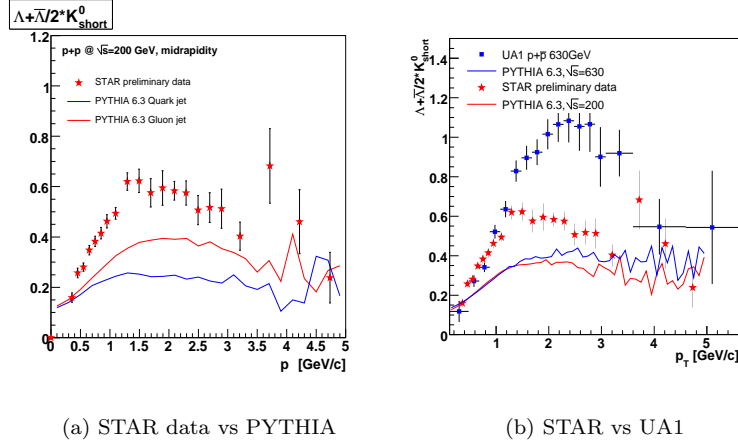 Λ+Λ̅/2*K⁰short
p+p @ √s=200 GeV, midrapidity
STAR preliminary data
PYTHIA 6.3 Quark jet
PYTHIA 6.3 Gluon jet
1.2
1
0.8
0.6
0.4
0.2
0
0 0.5 1 1.5 2 2.5 3 3.5 4 4.5 5
p [GeV/c]
(a) STAR data vs PYTHIA
Λ+Λ̅/2*K⁰short
UA1 p+p̅ 630GeV
PYTHIA 6.3,√s=630
STAR preliminary data
PYTHIA 6.3,√s=200
1.4
1.2
1
0.8
0.6
0.4
0.2
0
1 2 3 4 5
pT [GeV/c]
(b) STAR vs UA1